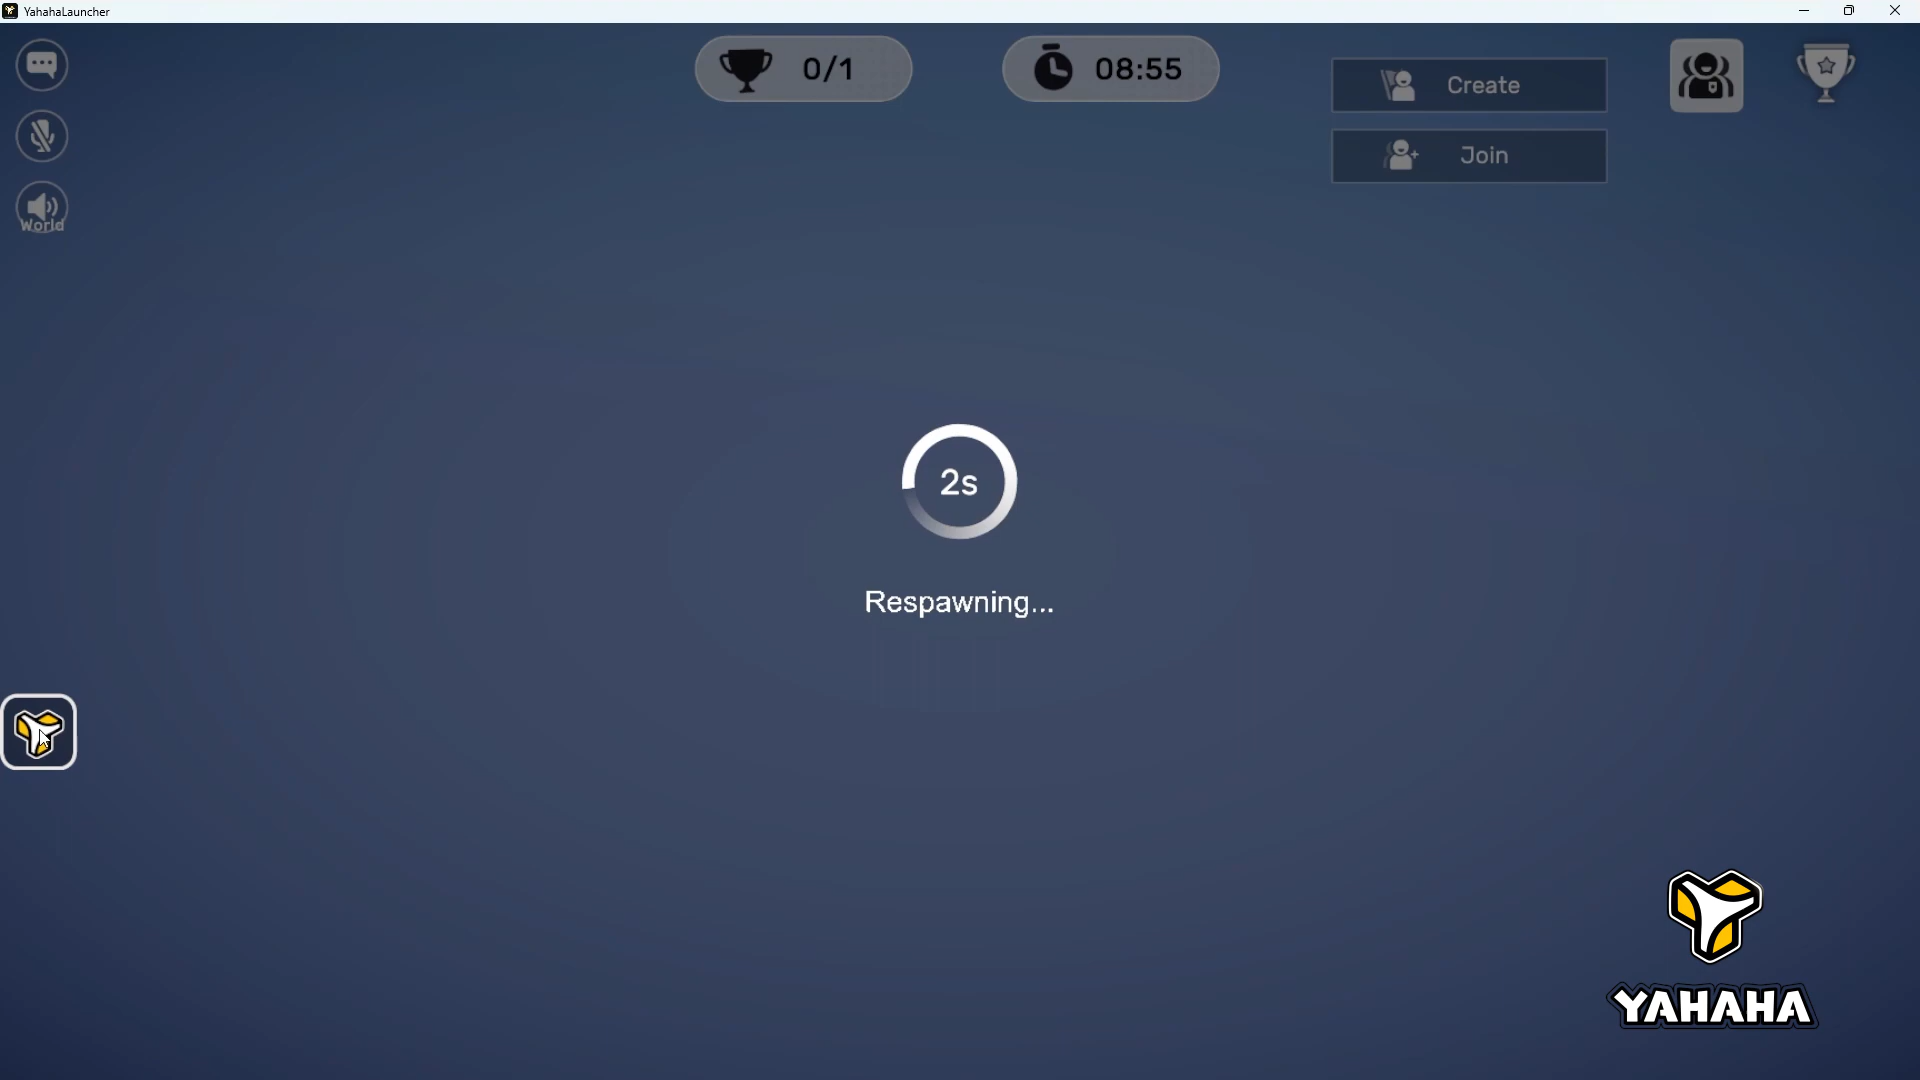 YahahaLauncher
0/1
08:55
Create
Join
World
2s
Respawning...
YAHAHA